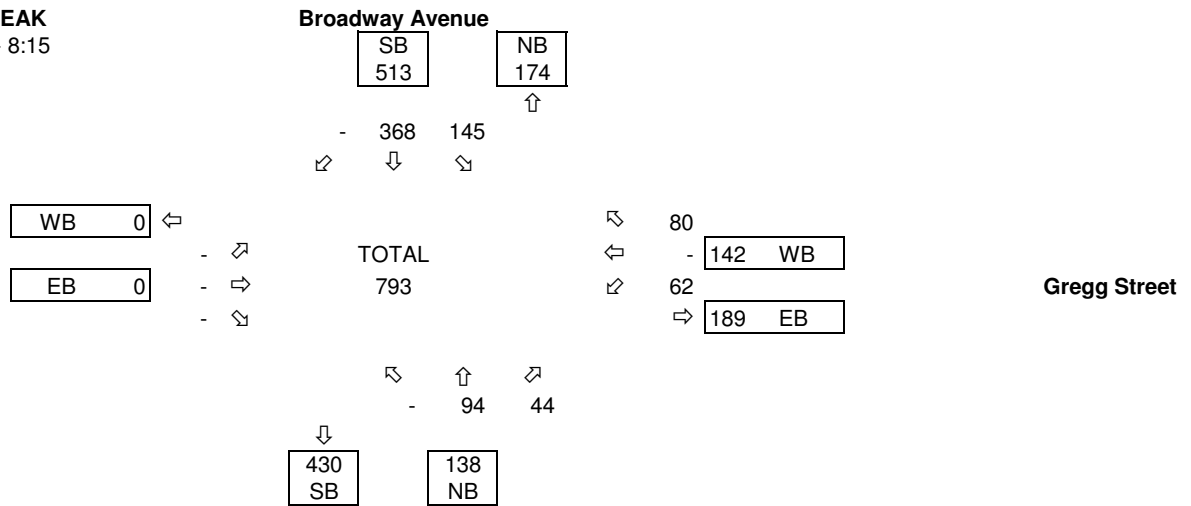 EAK Broadway Avenue
8:15 SB NB
513 174
⇧
- 368 145
⬃ ⇩ ⬂
WB 0 ⇦ ⬁ 80
- ⬀ TOTAL ⇦ - 142 WB
EB 0 - ⇨ 793 ⬃ 62 Gregg Street
- ⬂ ⇨ 189 EB
⬁ ⇧ ⬀
- 94 44
⇩
430 138
SB NB